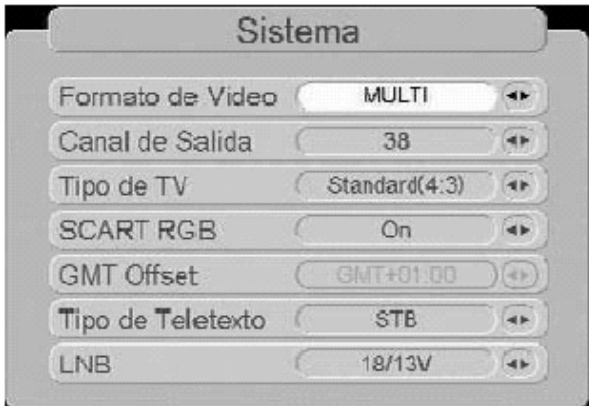 Sistema
Formato de Video MULTI
Canal de Salida 38
Tipo de TV Standard(4:3)
SCART RGB On
GMT Offset GMT+01:00
Tipo de Teletexto STB
LNB 18/13V